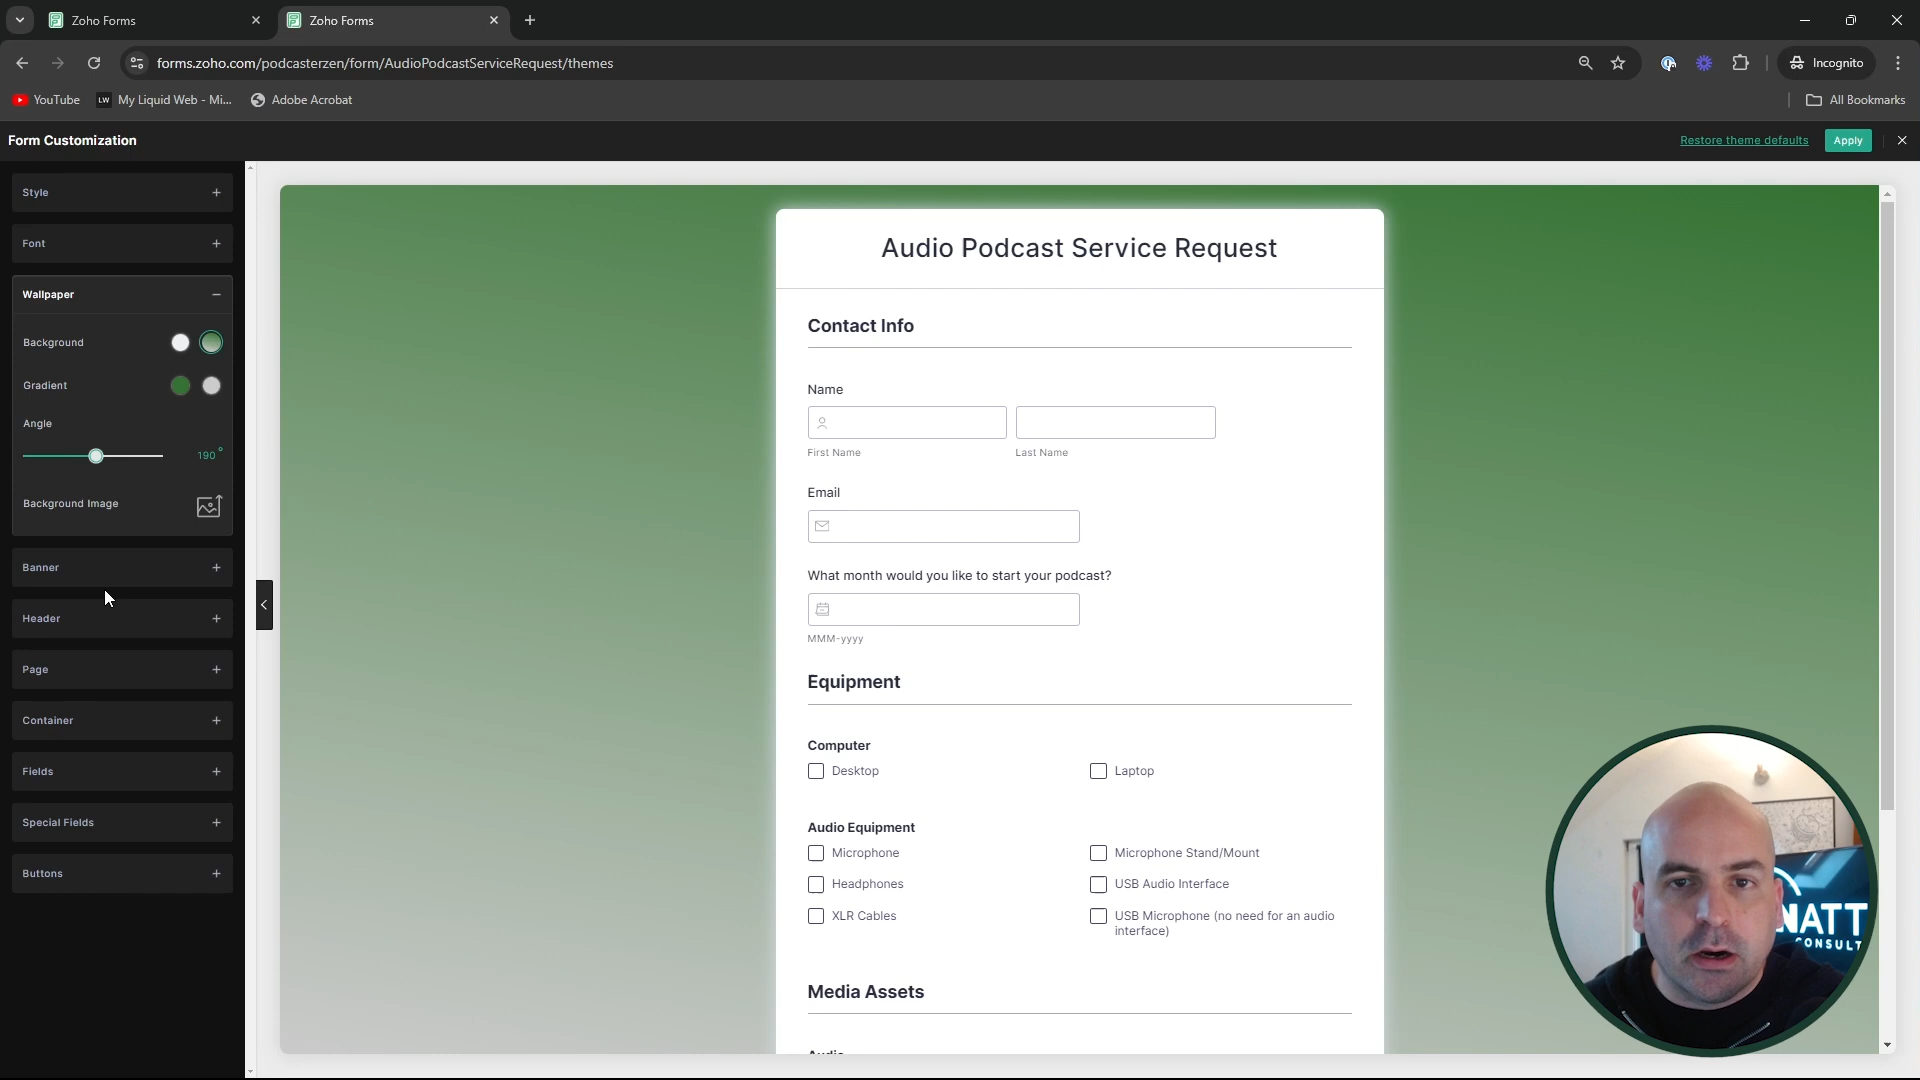 Zoho Forms
Zoho Forms
forms.zoho.com/podcasterzen/form/AudioPodcastServiceRequest/themes
Incognito
YouTube
LW My Liquid Web - Mi...
Adobe Acrobat
All Bookmarks
Form Customization
Restore theme defaults
Apply
Style
Font
Wallpaper
Background
Gradient
Angle
190°
Background Image
Banner
Header
Page
Container
Fields
Special Fields
Buttons
Audio Podcast Service Request
Contact Info
Name
First Name
Last Name
Email
What month would you like to start your podcast?
MMM-yyyy
Equipment
Computer
Desktop
Laptop
Audio Equipment
Microphone
Microphone Stand/Mount
Headphones
USB Audio Interface
XLR Cables
USB Microphone (no need for an audio
interface)
Media Assets
Audio
NATT
CONSULT